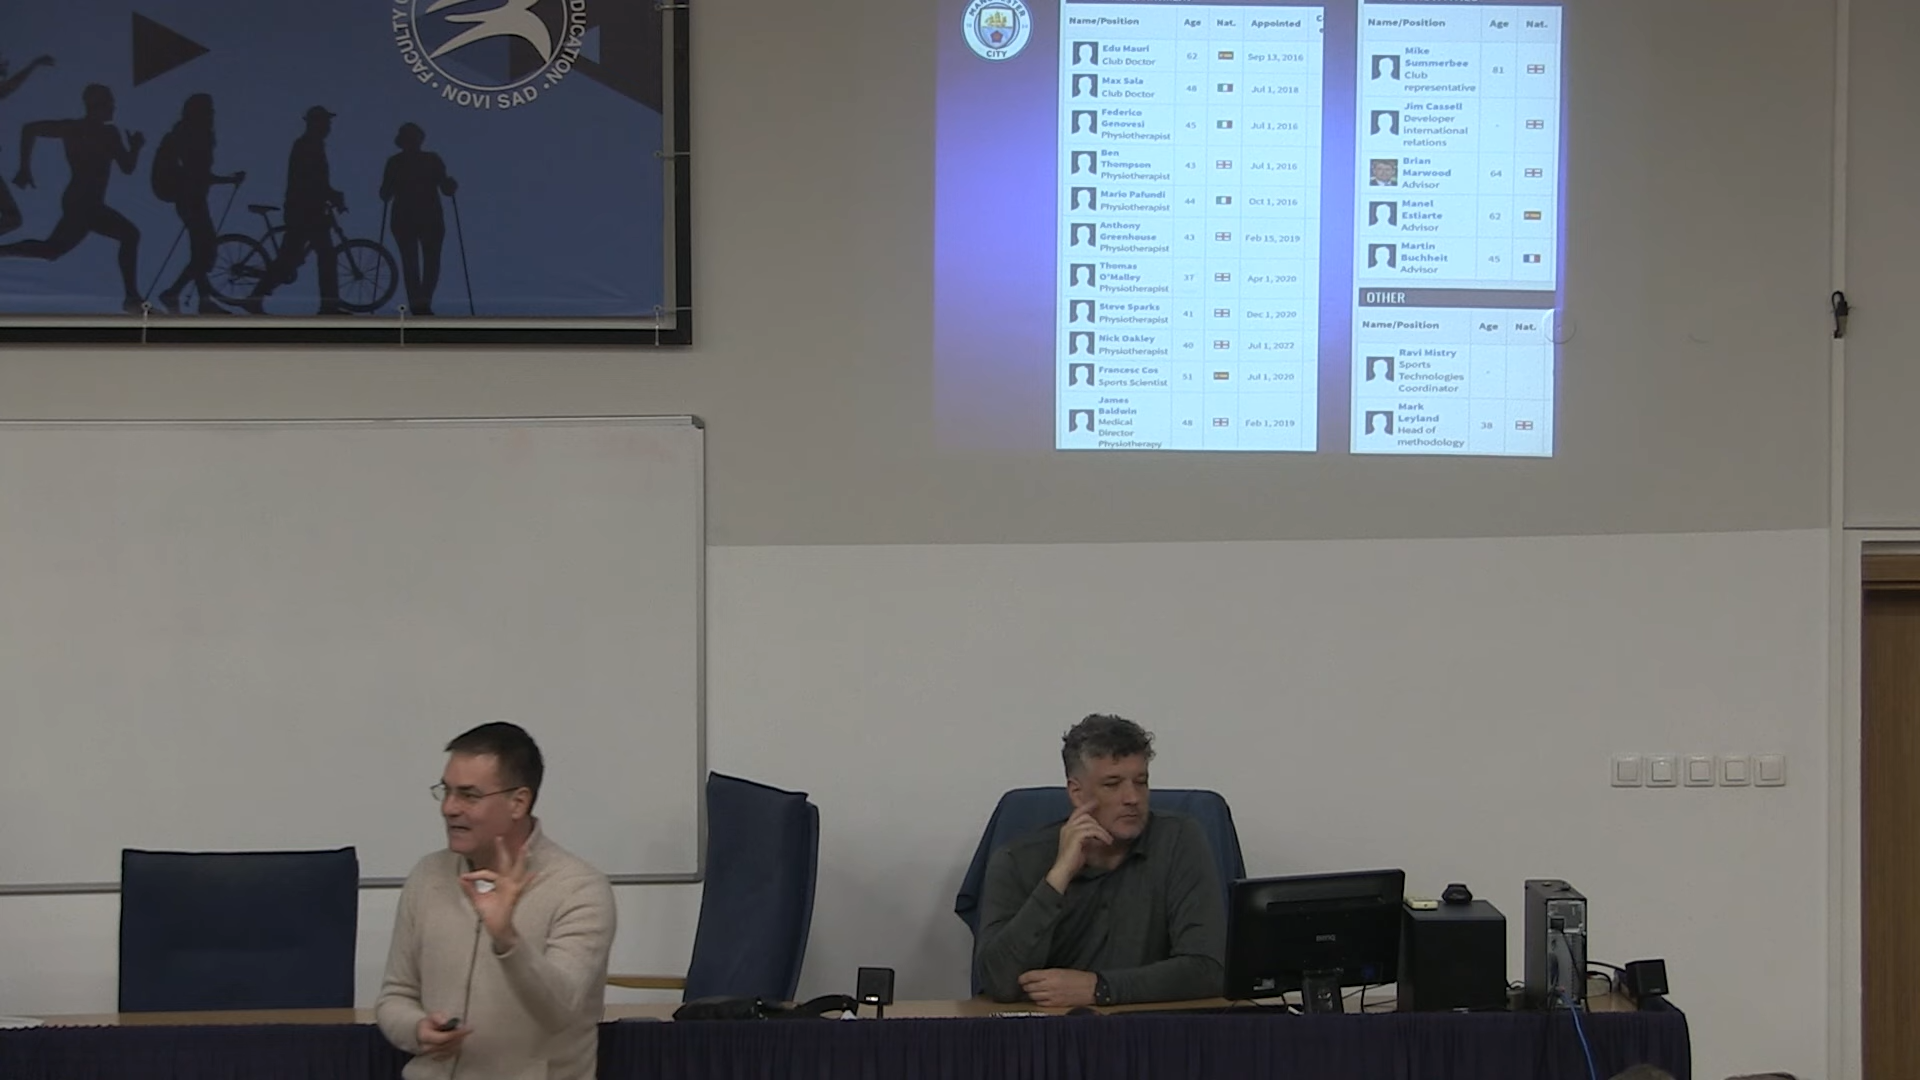 FACULTY O
DUCATION
• NOVI SAD •
MANCHESTER
CITY
Name/Position Age Nat. Appointed
Edu Mauri 62 Sep 13, 2016
Club Doctor
Max Sala 48 Jul 1, 2018
Club Doctor
Federico
Genovesi 45 Jul 1, 2016
Physiotherapist
Ben
Thompson 43 Jul 1, 2016
Physiotherapist
Mario Pafundi 44 Oct 1, 2016
Physiotherapist
Anthony
Greenhouse 43 Feb 15, 2019
Physiotherapist
Thomas
O'Malley 37 Apr 1, 2020
Physiotherapist
Steve Sparks 41 Dec 1, 2020
Physiotherapist
Nick Oakley 40 Jul 1, 2022
Physiotherapist
Francesc Cos 51 Jul 1, 2020
Sports Scientist
James
Baldwin
Medical 48 Feb 1, 2019
Director
Physiotherapy
Name/Position Age Nat.
Mike
Summerbee 81
Club
representative
Jim Cassell
Developer -
international
relations
Brian
Marwood 64
Advisor
Manel
Estiarte 62
Advisor
Martin
Buchheit 45
Advisor
OTHER
Name/Position Age Nat.
Ravi Mistry
Sports
Technologies -
Coordinator
Mark
Leyland 38
Head of
methodology
BenQ